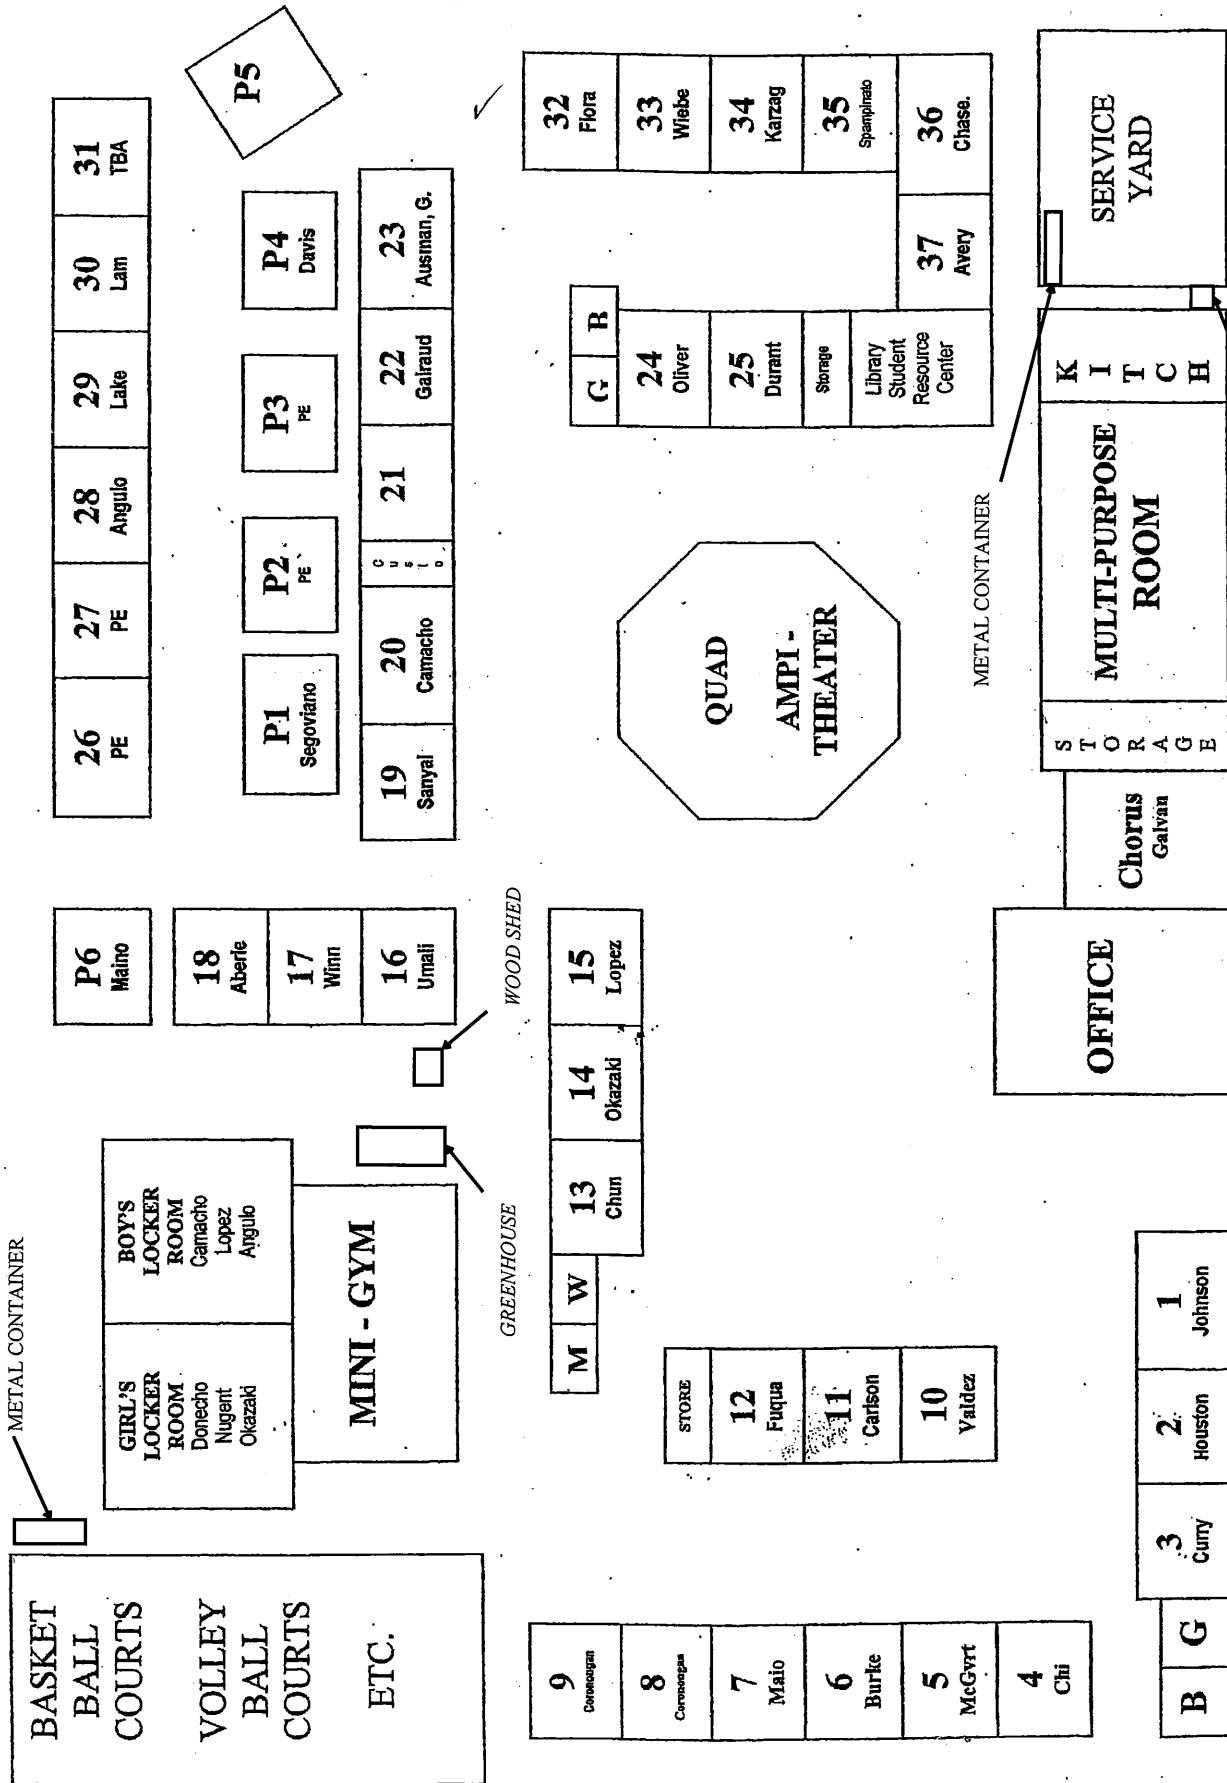 METAL CONTAINER
BASKET
BALL
COURTS
VOLLEY
BALL
COURTS
ETC.
GIRL'S
LOCKER
ROOM
Donecho
Nugent
Okazaki
BOY'S
LOCKER
ROOM
Camacho
Lopez
Angulo
MINI - GYM
GREENHOUSE
WOOD SHED
P6
Maino
18
Aberle
17
Winn
16
Umali
26
PE
27
PE
28
Angulo
29
Lake
30
Lam
31
TBA
P1
Segoviano
P2
PE
P3
PE
P4
Davis
P5
19
Sanyal
20
Camacho
C
u
s
t
o
21
22
Gairaud
23
Ausman, G.
9
Coronongan
8
Coronongan
7
Maio
6
Burke
5
McGvrt
4
Chi
M
W
13
Chun
14
Okazaki
15
Lopez
STORE
12
Fuqua
11
Carlson
10
Valdez
QUAD
AMPI -
THEATER
G
B
24
Oliver
25
Durant
Storage
Library
Student
Resource
Center
32
Flora
33
Wiebe
34
Karzag
35
Spampinato
36
Chase.
37
Avery
METAL CONTAINER
B
G
3
Curry
2
Houston
1
Johnson
OFFICE
Chorus
Galvan
S
T
O
R
A
G
E
MULTI-PURPOSE
ROOM
K
I
T
C
H
SERVICE
YARD